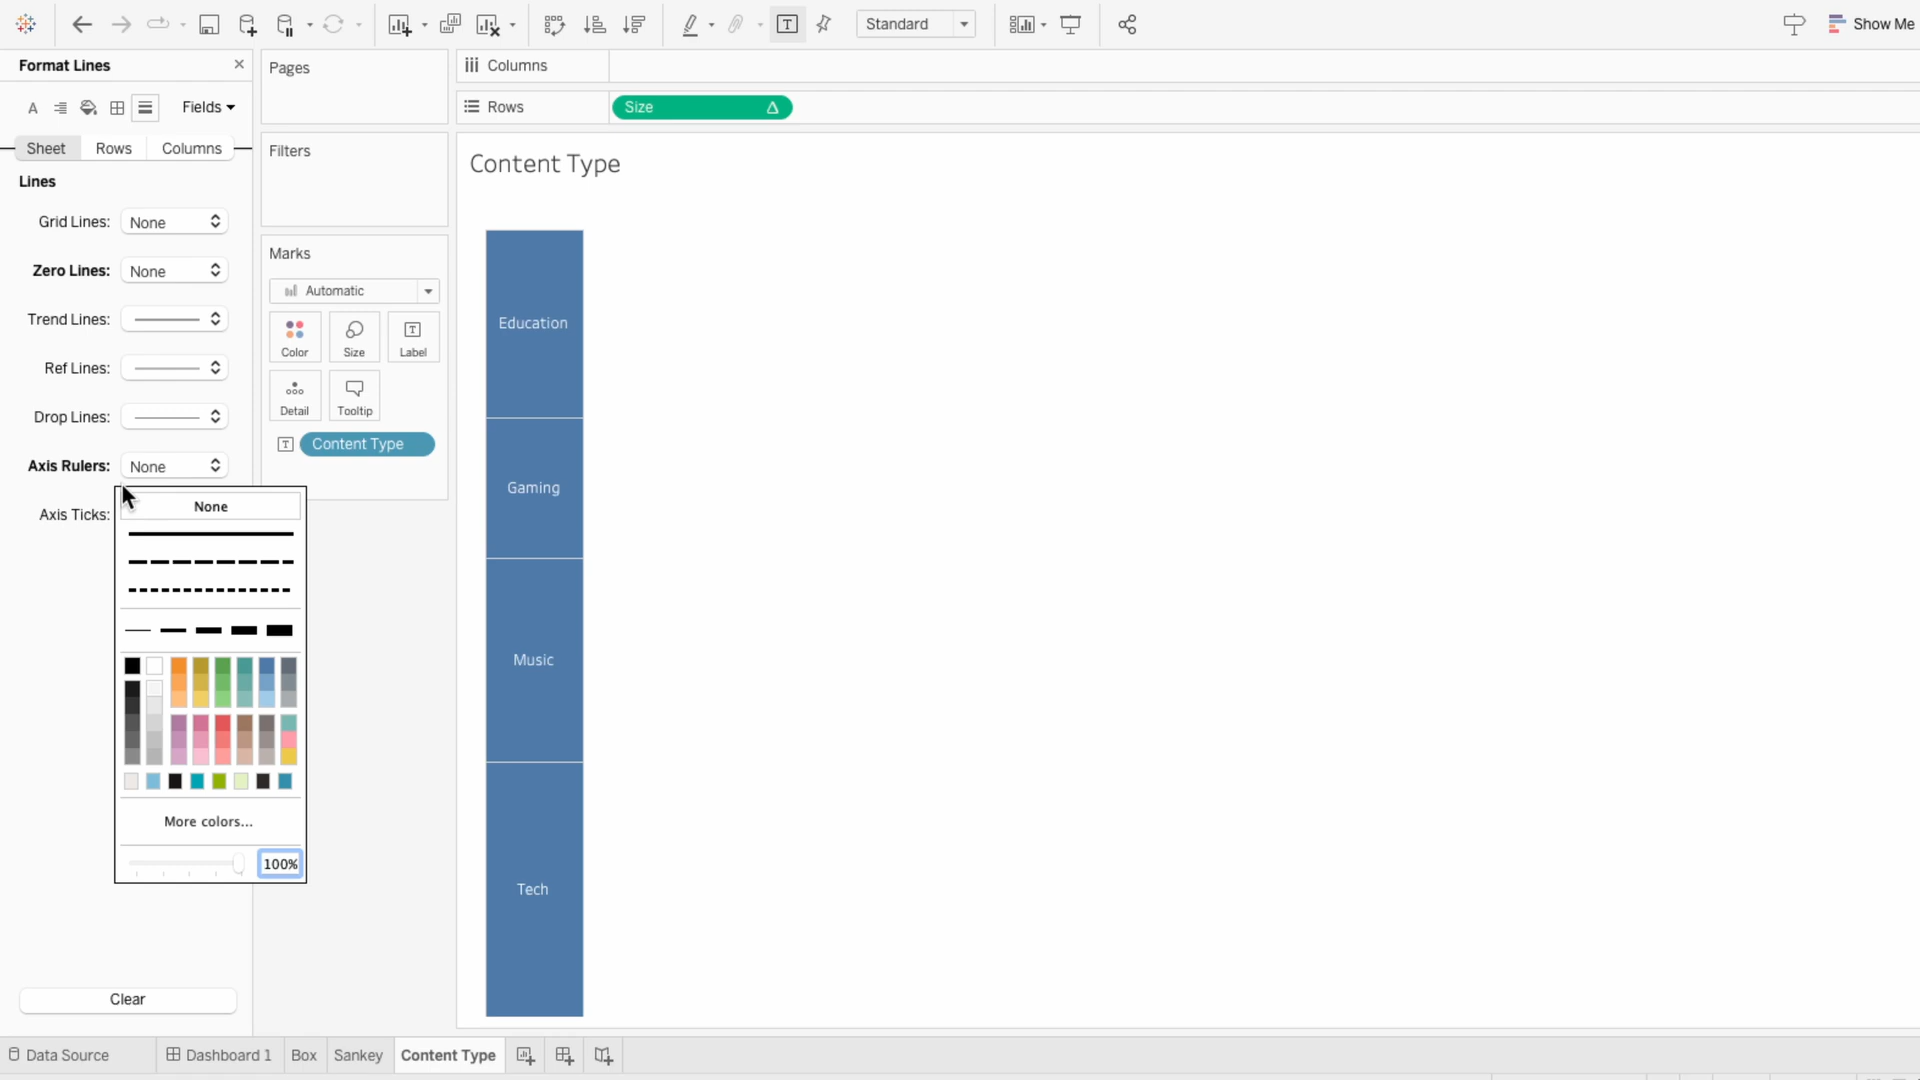 Standard
Show Me
Format Lines
Fields
Sheet
Rows
Columns
Lines
Grid Lines:
None
Zero Lines:
None
Trend Lines:
Ref Lines:
Drop Lines:
Axis Rulers:
None
Axis Ticks:
None
More colors...
100%
Clear
Pages
Filters
Marks
Automatic
Color
Size
Label
Detail
Tooltip
Content Type
Columns
Rows
Size
Content Type
Education
Gaming
Music
Tech
Data Source
Dashboard 1
Box
Sankey
Content Type